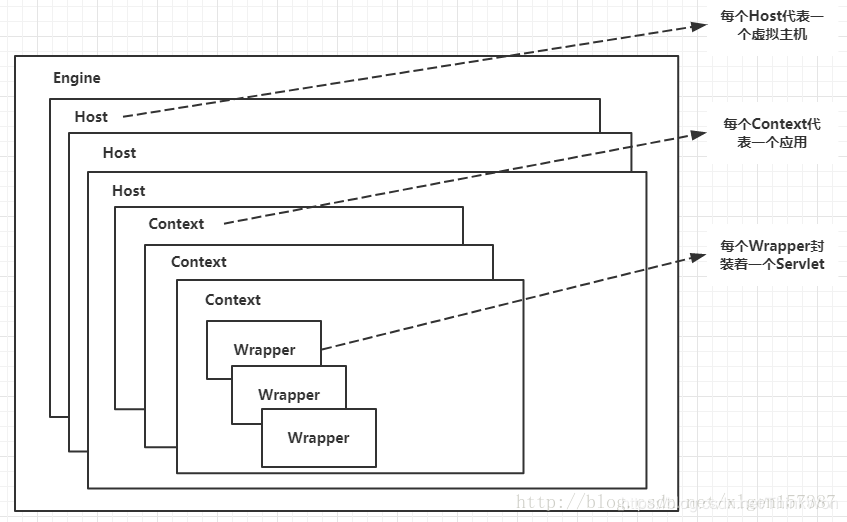 每个Host代表一
个虚拟主机
Engine
Host
每个Context代
表一个应用
Host
Host
Context
每个Wrapper封
装着一个Servlet
Context
Context
Wrapper
Wrapper
Wrapper
http://blog.csdn.net/xlgen157387